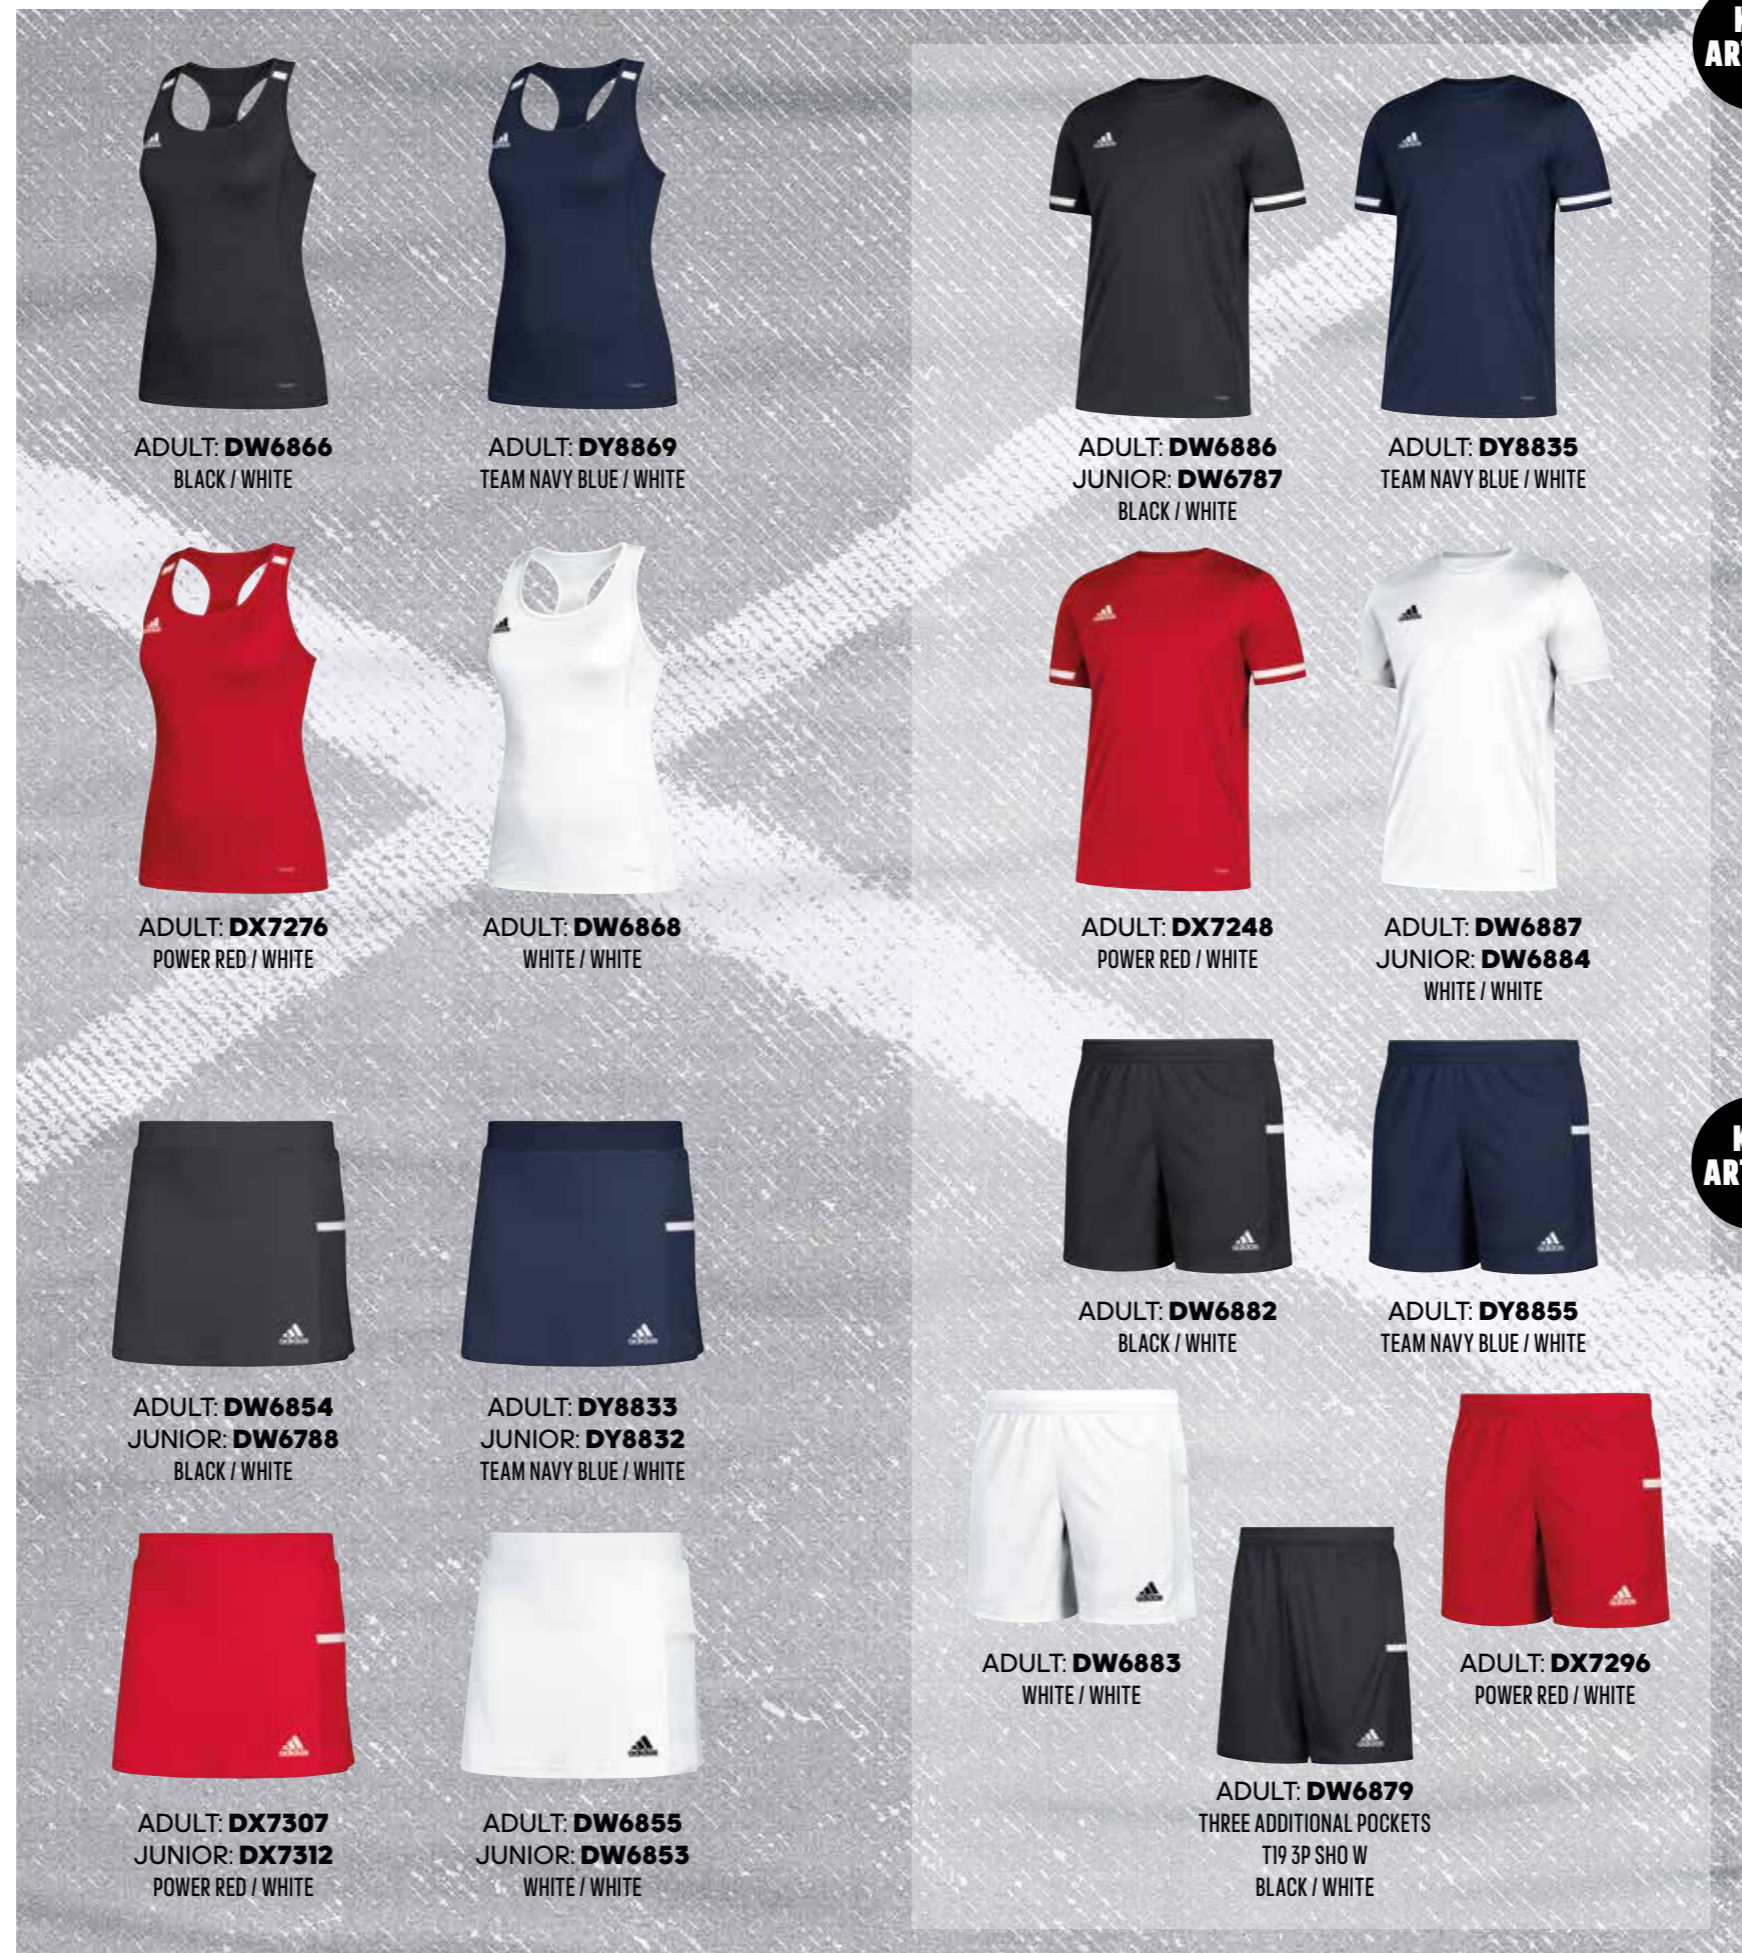 ADULT: DW6866
BLACK / WHITE
ADULT: DY8869
TEAM NAVY BLUE / WHITE
ADULT: DX7276
POWER RED / WHITE
ADULT: DW6868
WHITE / WHITE
ADULT: DW6854
JUNIOR: DW6788
BLACK / WHITE
ADULT: DY8833
JUNIOR: DY8832
TEAM NAVY BLUE / WHITE
ADULT: DX7307
JUNIOR: DX7312
POWER RED / WHITE
ADULT: DW6855
JUNIOR: DW6853
WHITE / WHITE
ADULT: DW6886
JUNIOR: DW6787
BLACK / WHITE
ADULT: DY8835
TEAM NAVY BLUE / WHITE
ADULT: DX7248
POWER RED / WHITE
ADULT: DW6887
JUNIOR: DW6884
WHITE / WHITE
ADULT: DW6882
BLACK / WHITE
ADULT: DY8855
TEAM NAVY BLUE / WHITE
ADULT: DW6883
WHITE / WHITE
ADULT: DX7296
POWER RED / WHITE
ADULT: DW6879
THREE ADDITIONAL POCKETS
T19 3P SHO W
BLACK / WHITE